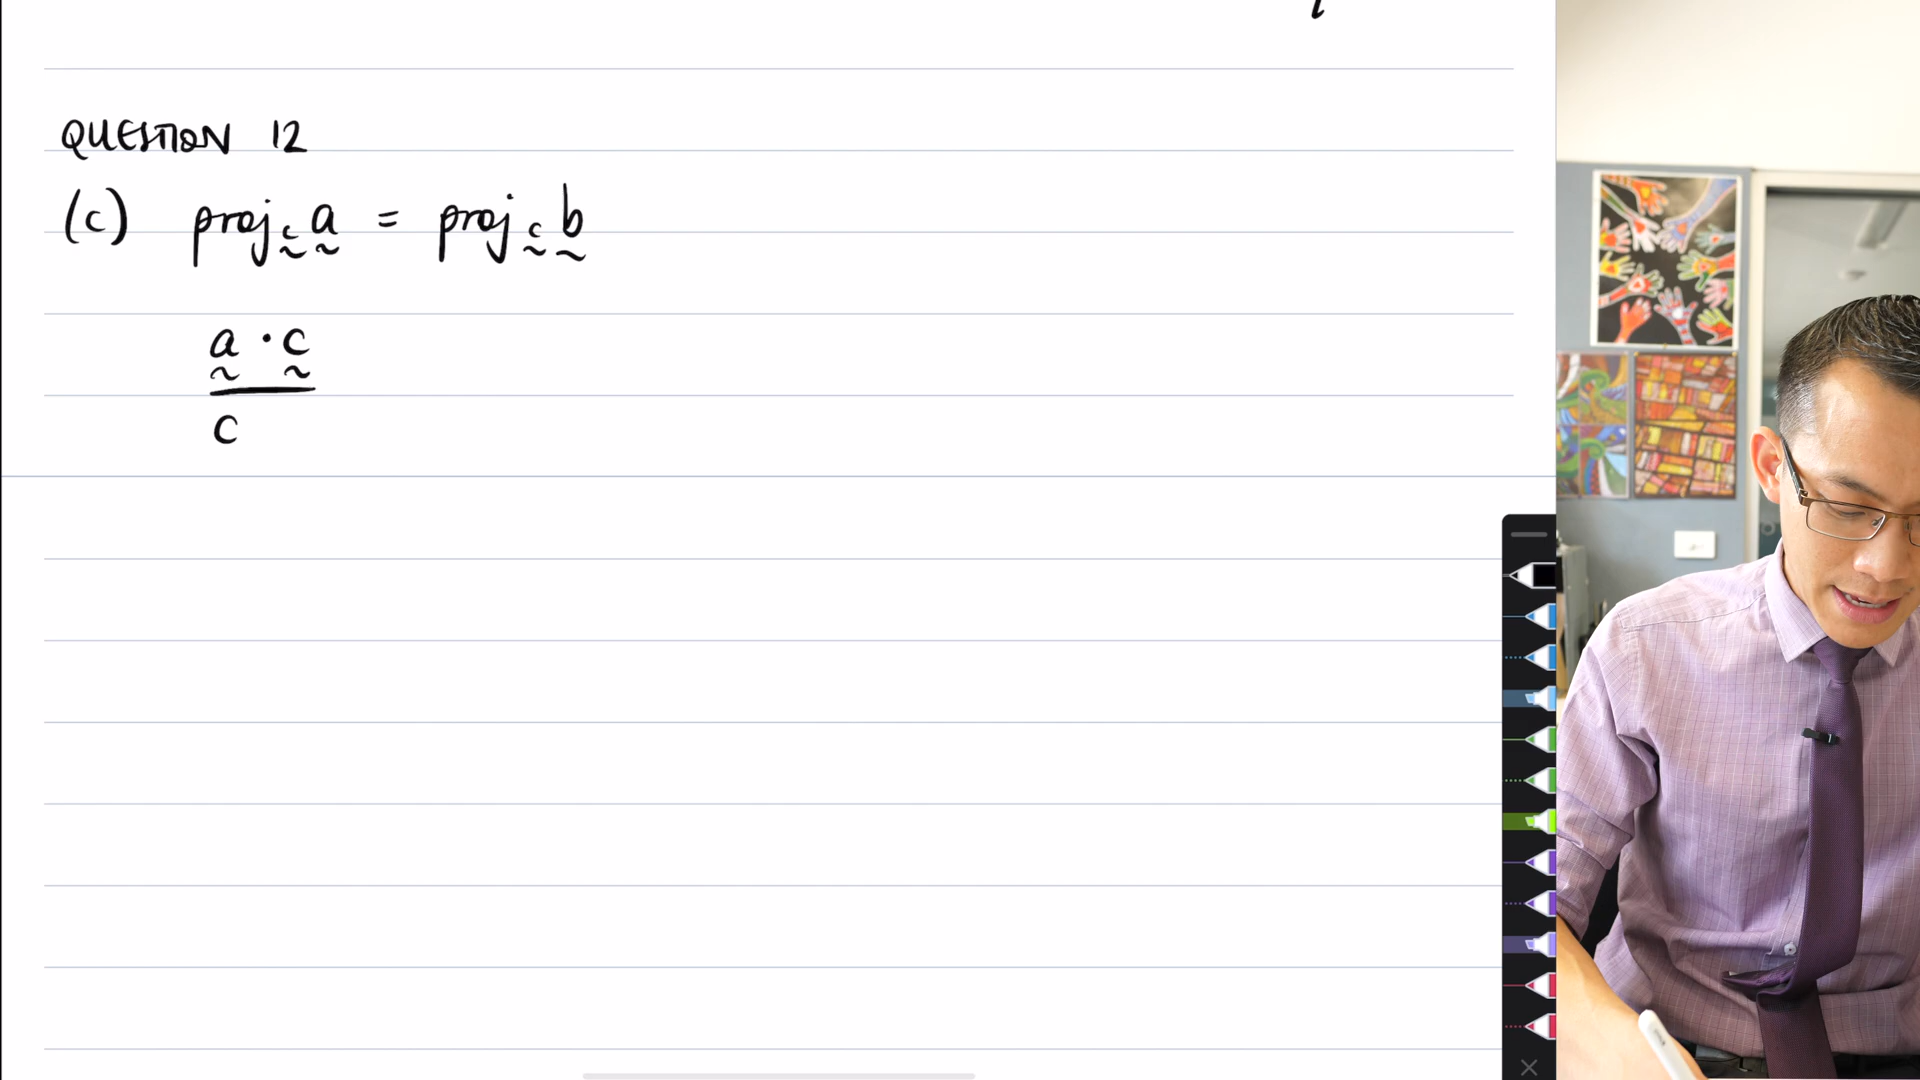 QUESTION 12
(c) proj_c̰ a̰ = proj_c̰ b̰
a̰ · c̰
c